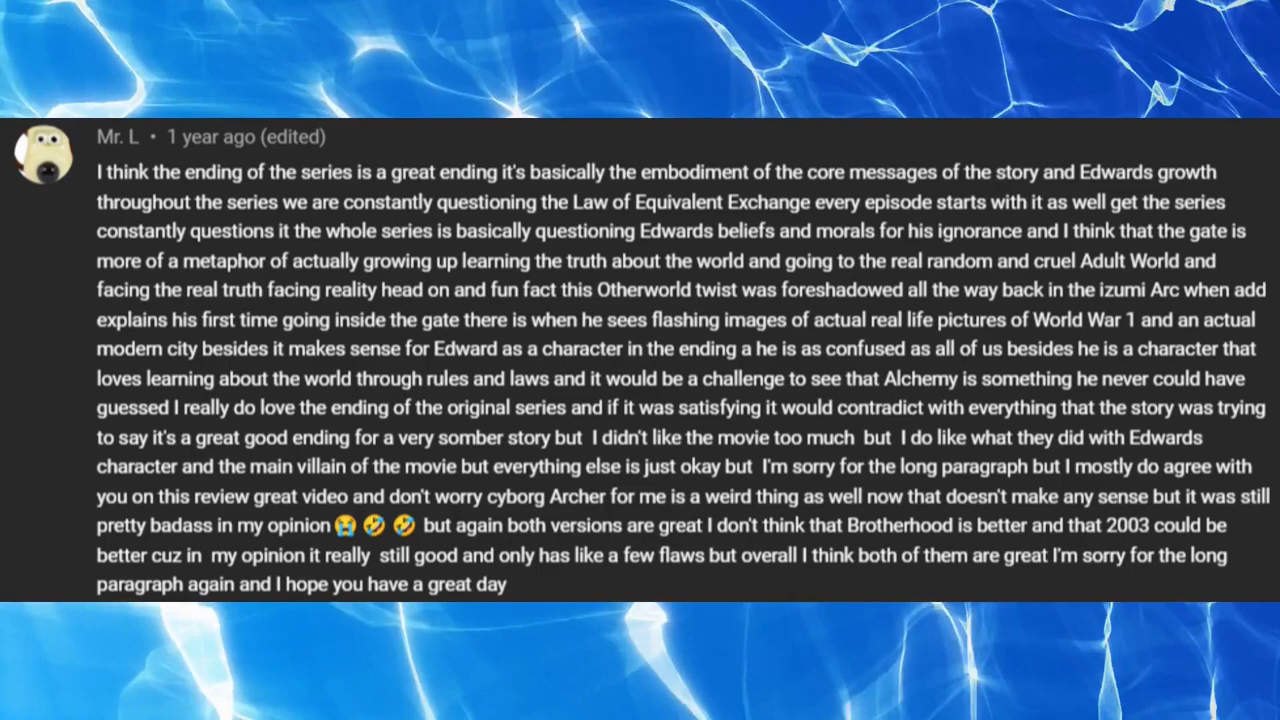 Mr. L • 1 year ago (edited)
I think the ending of the series is a great ending it's basically the embodiment of the core messages of the story and Edwards growth
throughout the series we are constantly questioning the Law of Equivalent Exchange every episode starts with it as well get the series
constantly questions it the whole series is basically questioning Edwards beliefs and morals for his ignorance and I think that the gate is
more of a metaphor of actually growing up learning the truth about the world and going to the real random and cruel Adult World and
facing the real truth facing reality head on and fun fact this Otherworld twist was foreshadowed all the way back in the izumi Arc when add
explains his first time going inside the gate there is when he sees flashing images of actual real life pictures of World War 1 and an actual
modern city besides it makes sense for Edward as a character in the ending a he is as confused as all of us besides he is a character that
loves learning about the world through rules and laws and it would be a challenge to see that Alchemy is something he never could have
guessed I really do love the ending of the original series and if it was satisfying it would contradict with everything that the story was trying
to say it's a great good ending for a very somber story but  I didn't like the movie too much  but  I do like what they did with Edwards
character and the main villain of the movie but everything else is just okay but  I'm sorry for the long paragraph but I mostly do agree with
you on this review great video and don't worry cyborg Archer for me is a weird thing as well now that doesn't make any sense but it was still
pretty badass in my opinion 😭 🤣 🤣 but again both versions are great I don't think that Brotherhood is better and that 2003 could be
better cuz in  my opinion it really  still good and only has like a few flaws but overall I think both of them are great I'm sorry for the long
paragraph again and I hope you have a great day